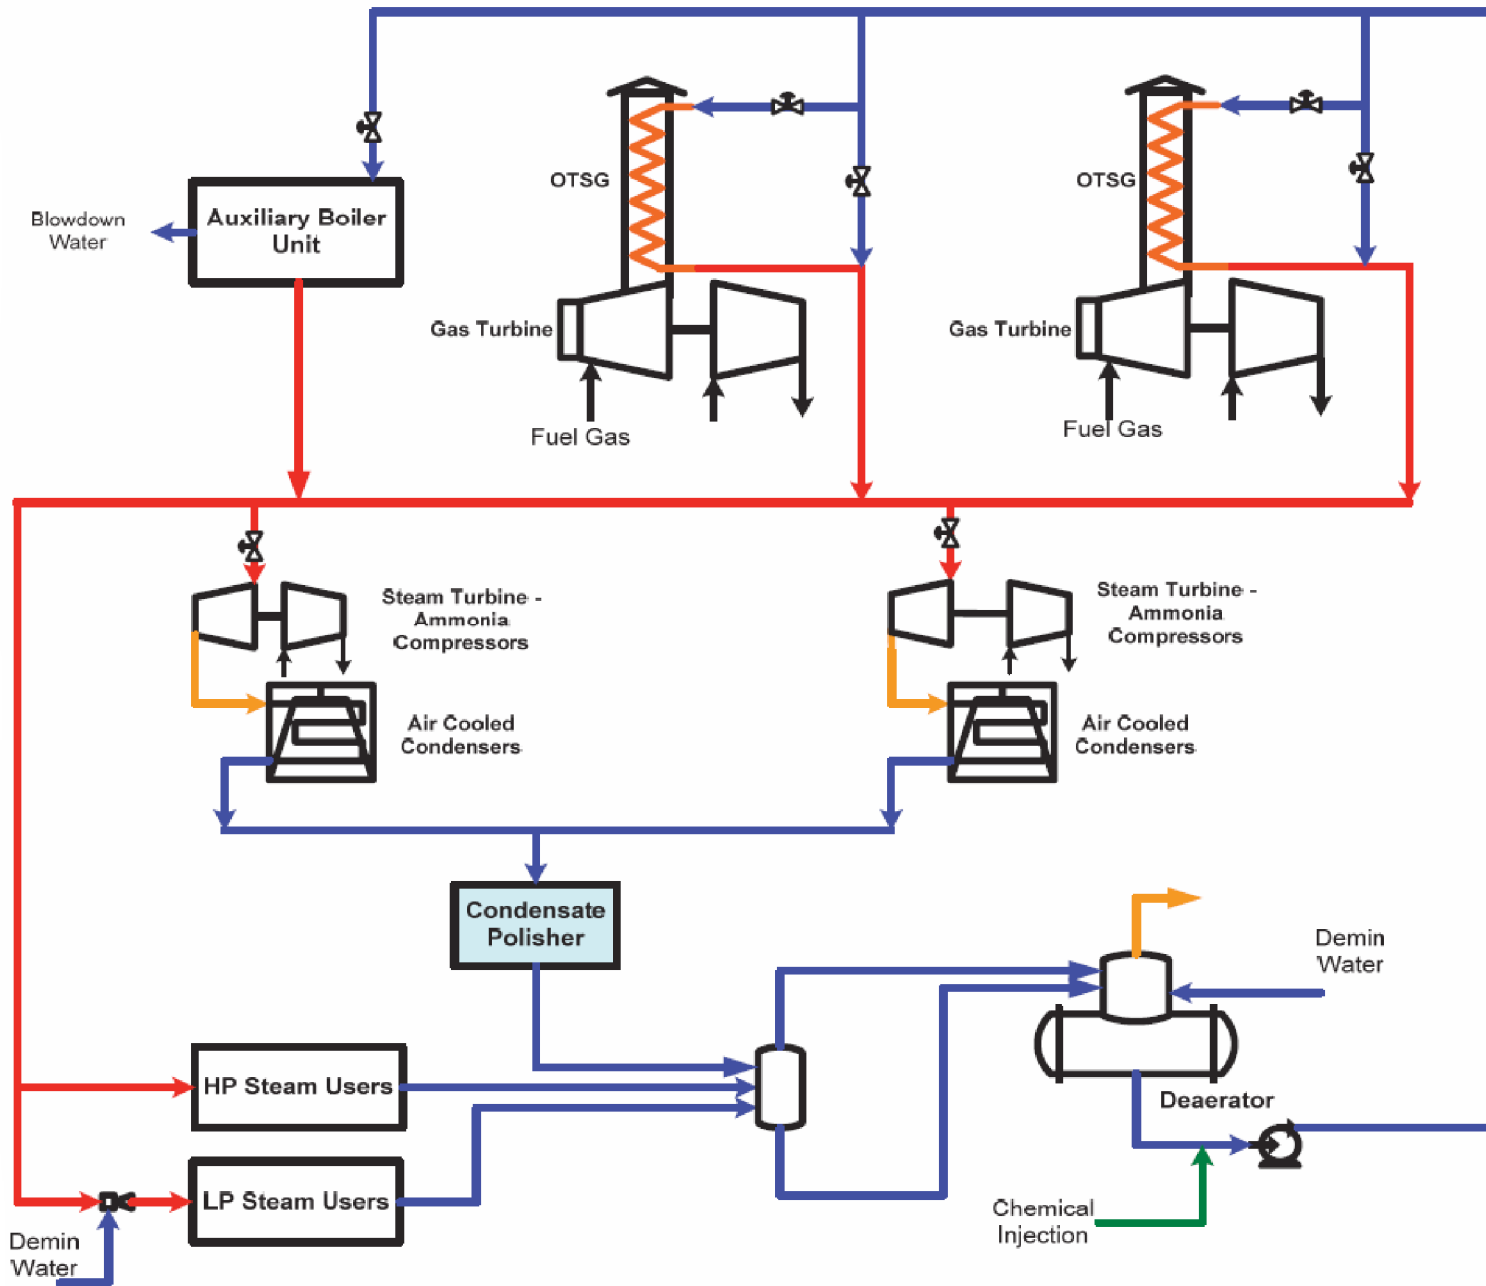 Auxiliary Boiler
Unit
Blowdown
Water
OTSG
OTSG
Gas Turbine
Gas Turbine
Fuel Gas
Fuel Gas
Steam Turbine -
Ammonia
Compressors
Steam Turbine -
Ammonia
Compressors
Air Cooled
Condensers
Air Cooled
Condensers
Condensate
Polisher
Demin
Water
HP Steam Users
Deaerator
LP Steam Users
Chemical
Injection
Demin
Water